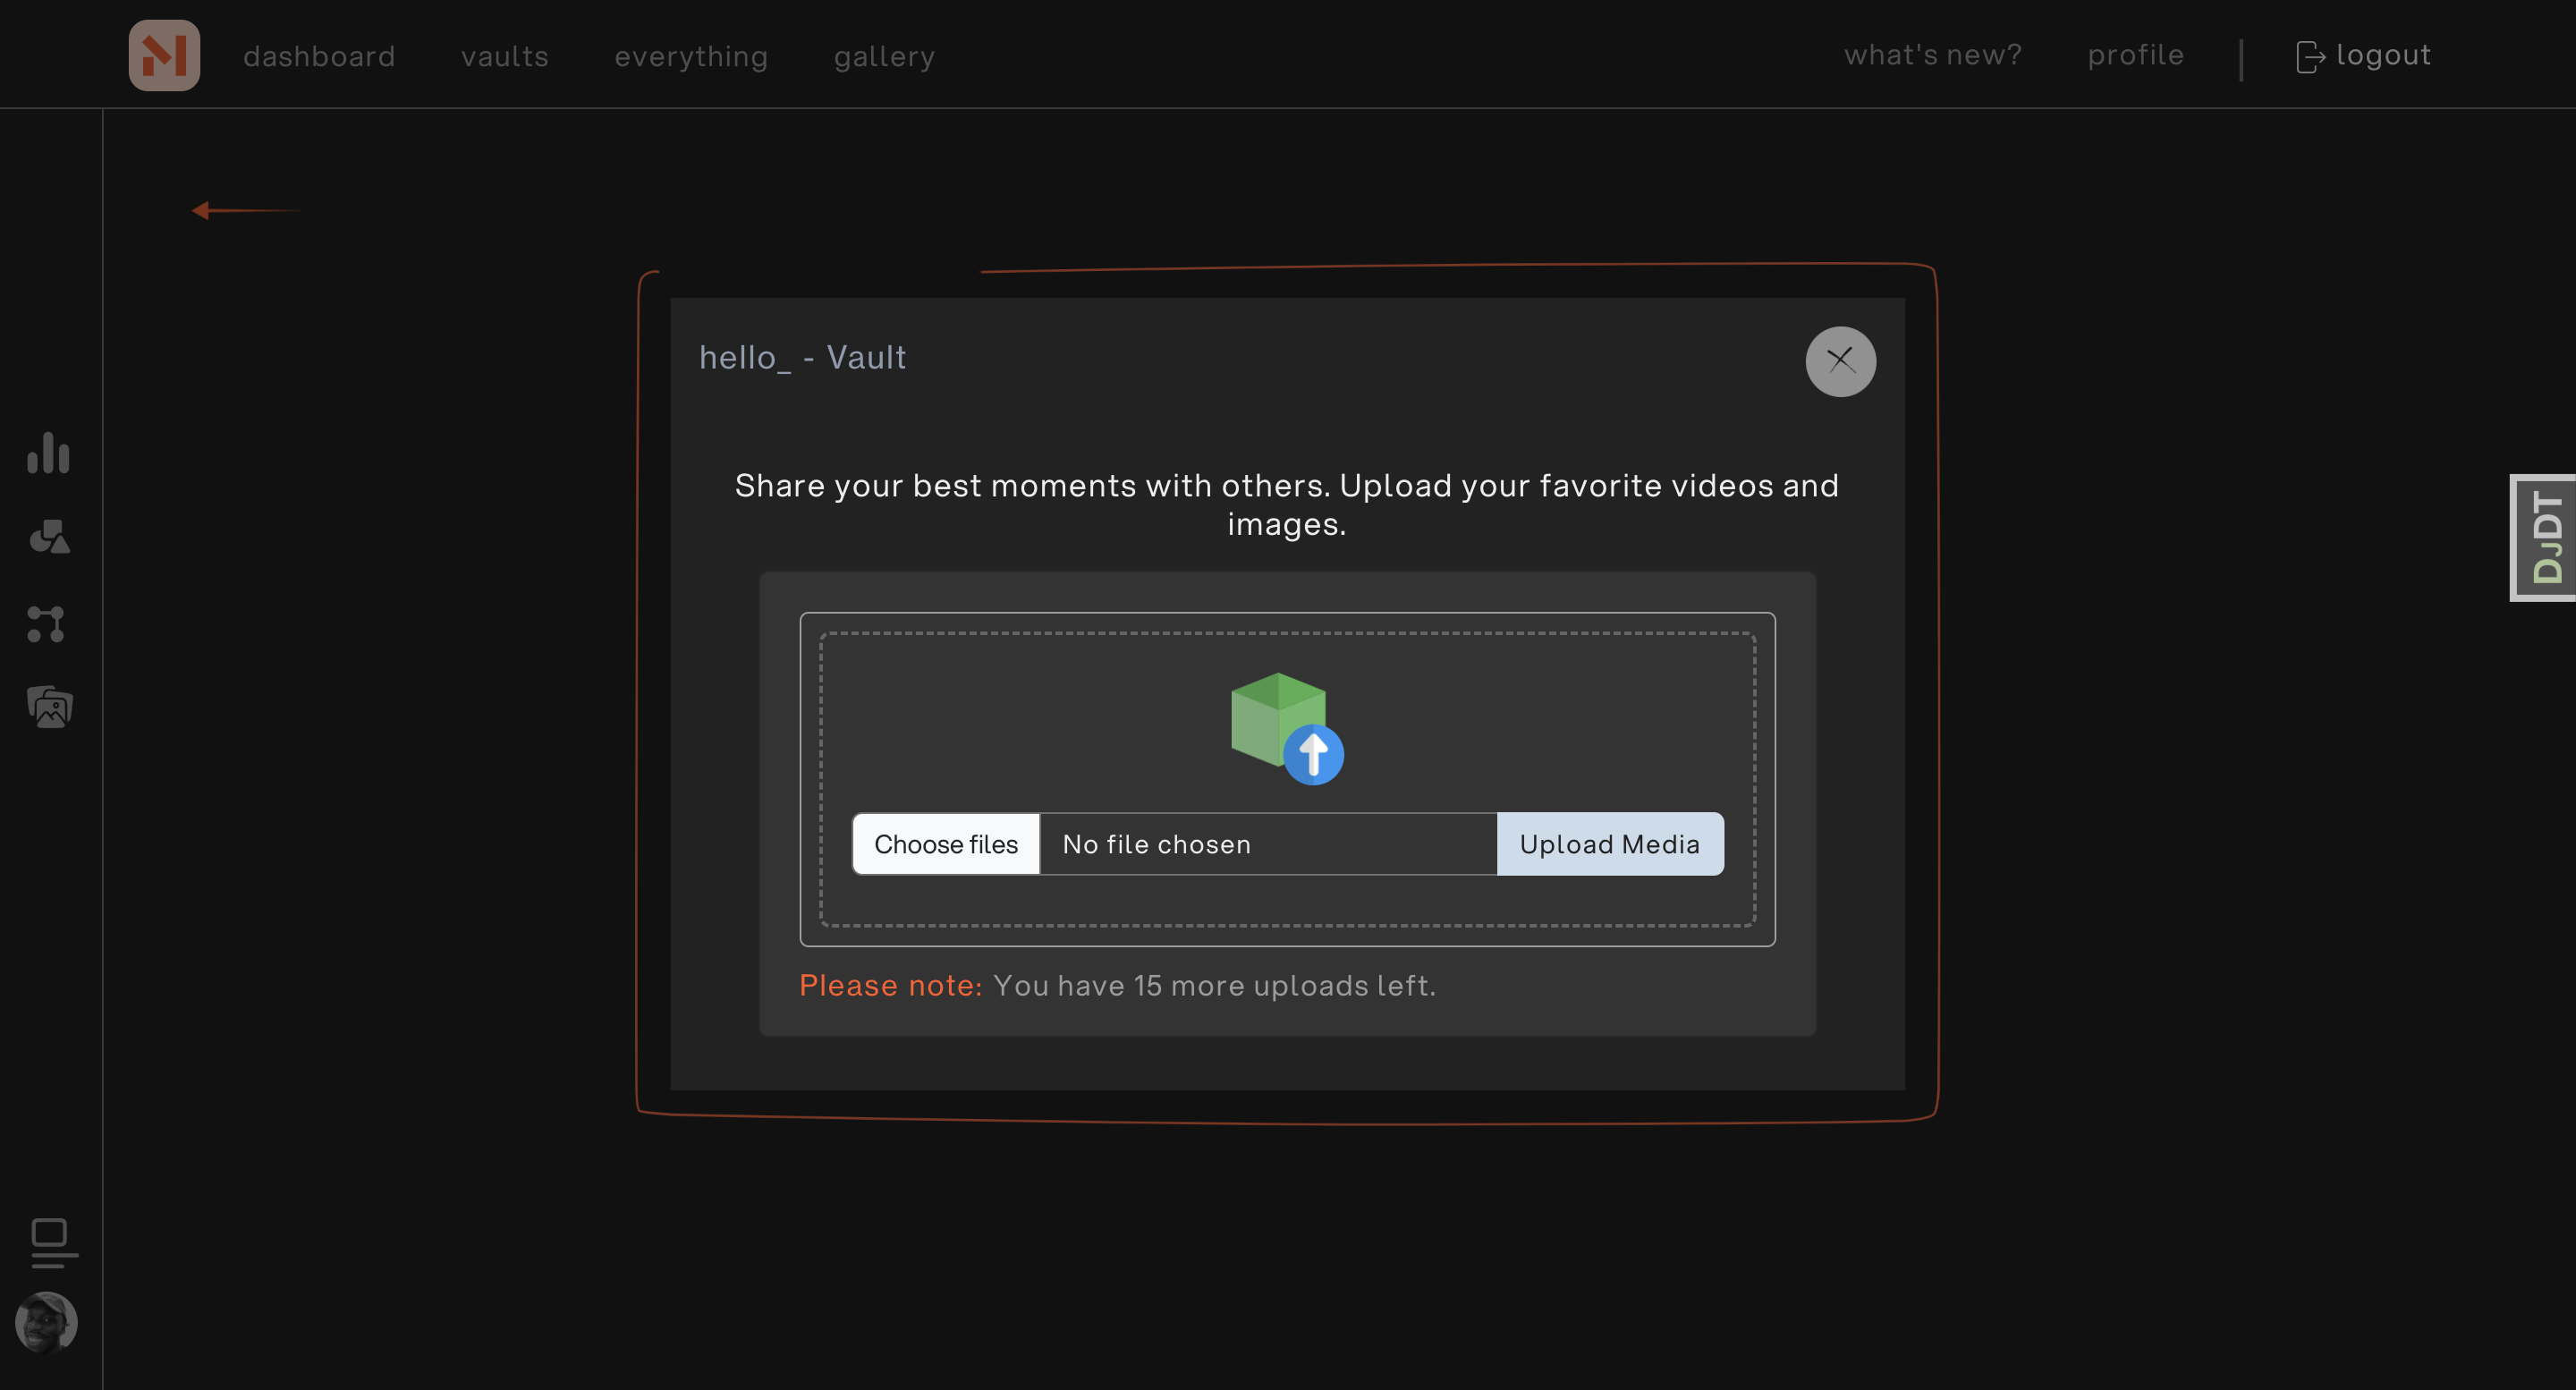 dashboard vaults everything gallery what's new? profile logout
hello_ - Vault
Share your best moments with others. Upload your favorite videos and
images.
DJDT
Choose files No file chosen Upload Media
Please note: You have 15 more uploads left.